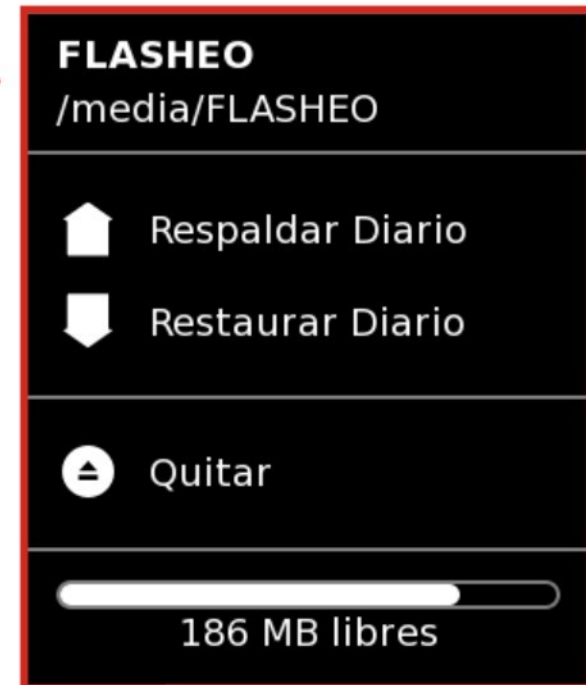 FLASHEO
/media/FLASHEO
Respaldar Diario
Restaurar Diario
Quitar
186 MB libres